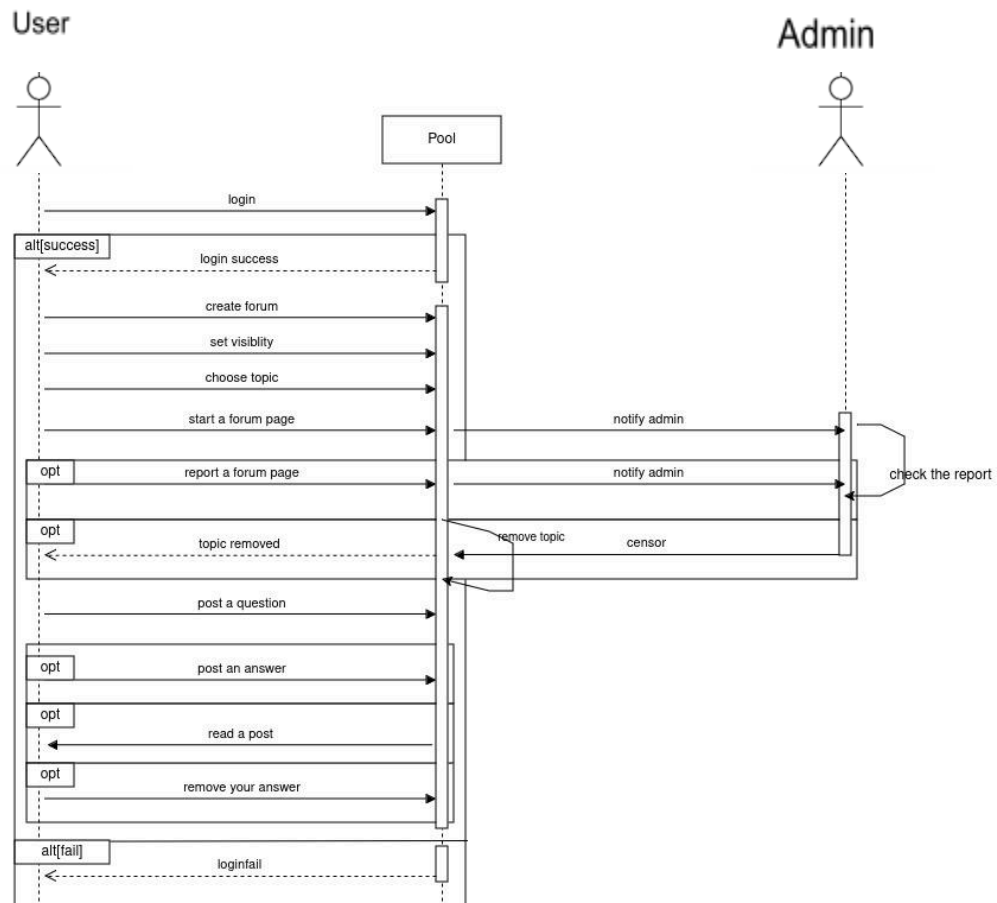 User
Admin
Pool
login
alt[success]
login success
create forum
set visiblity
choose topic
start a forum page
notify admin
opt
report a forum page
notify admin
check the report
opt
topic removed
remove topic
censor
post a question
opt
post an answer
opt
read a post
opt
remove your answer
alt[fail]
loginfail